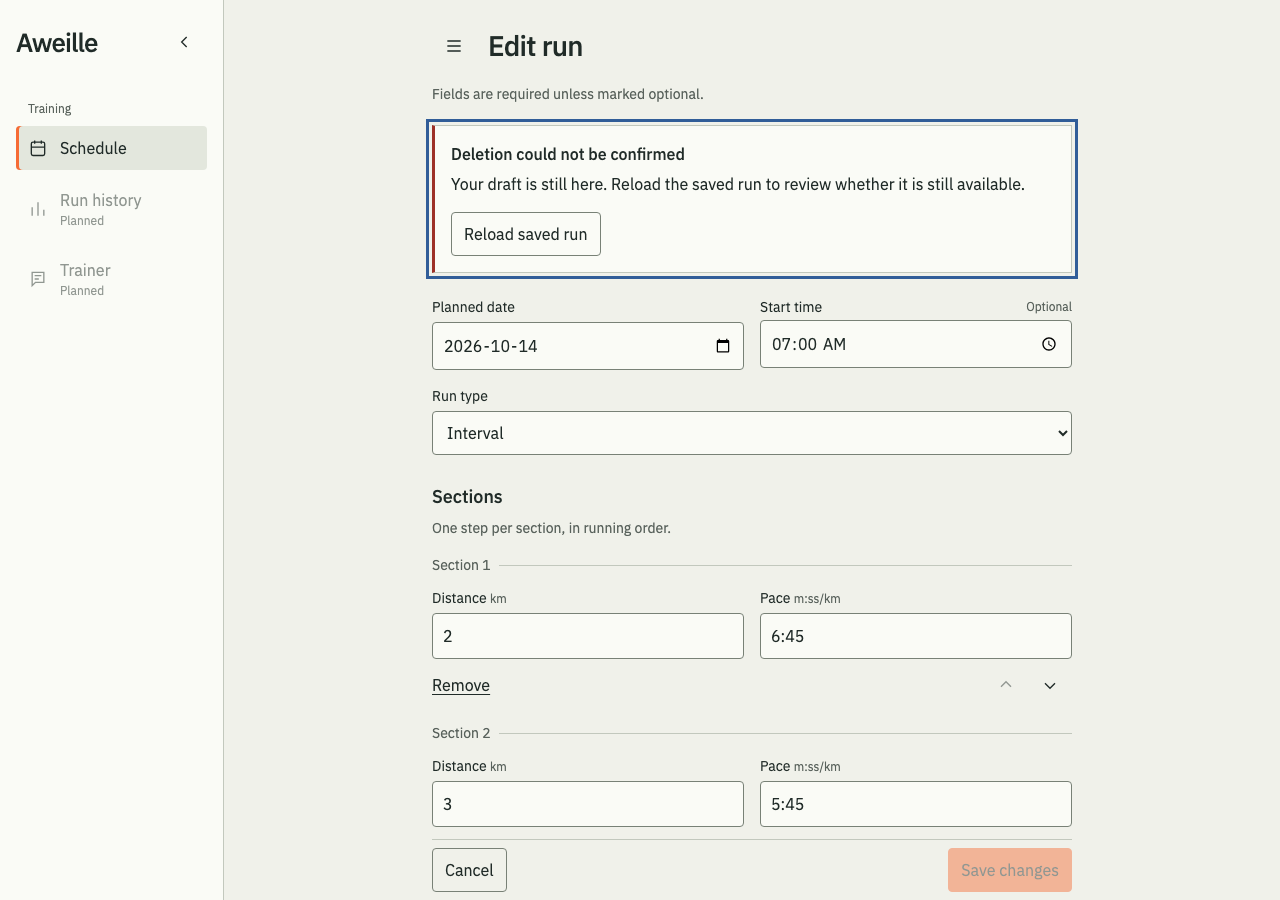 Aweille
Training
Schedule
Run history
Planned
Trainer
Planned
Edit run
Fields are required unless marked optional.
Deletion could not be confirmed
Your draft is still here. Reload the saved run to review whether it is still available.
Reload saved run
Planned date
Start time Optional
2026-10-14
07:00 AM
Run type
Interval
Sections
One step per section, in running order.
Section 1
Distance km
Pace m:ss/km
2
6:45
Remove
Section 2
Distance km
Pace m:ss/km
3
5:45
Cancel
Save changes